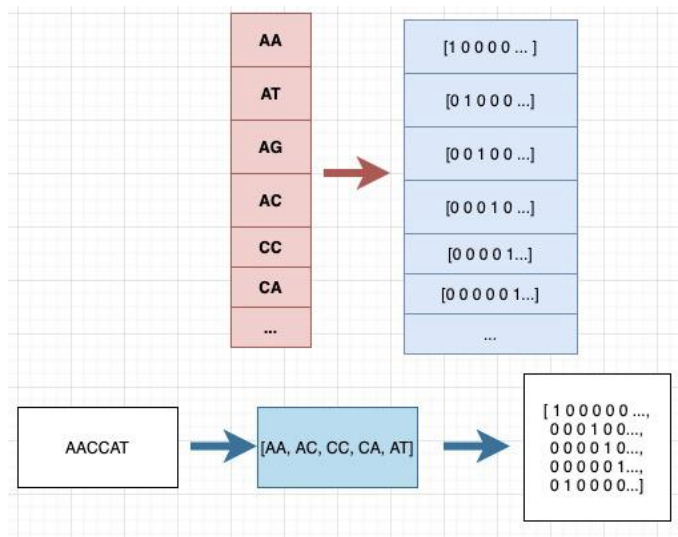 AA
[1 0 0 0 0 ... ]
AT
[0 1 0 0 0 ...]
AG
[0 0 1 0 0 ...]
AC
[0 0 0 1 0 ...]
CC
[0 0 0 0 1...]
CA
[0 0 0 0 0 1...]
...
...
AACCAT
[AA, AC, CC, CA, AT]
[ 1 0 0 0 0 0 ...,
0 0 0 1 0 0...,
0 0 0 0 1 0...,
0 0 0 0 0 1...,
0 1 0 0 0 0...]